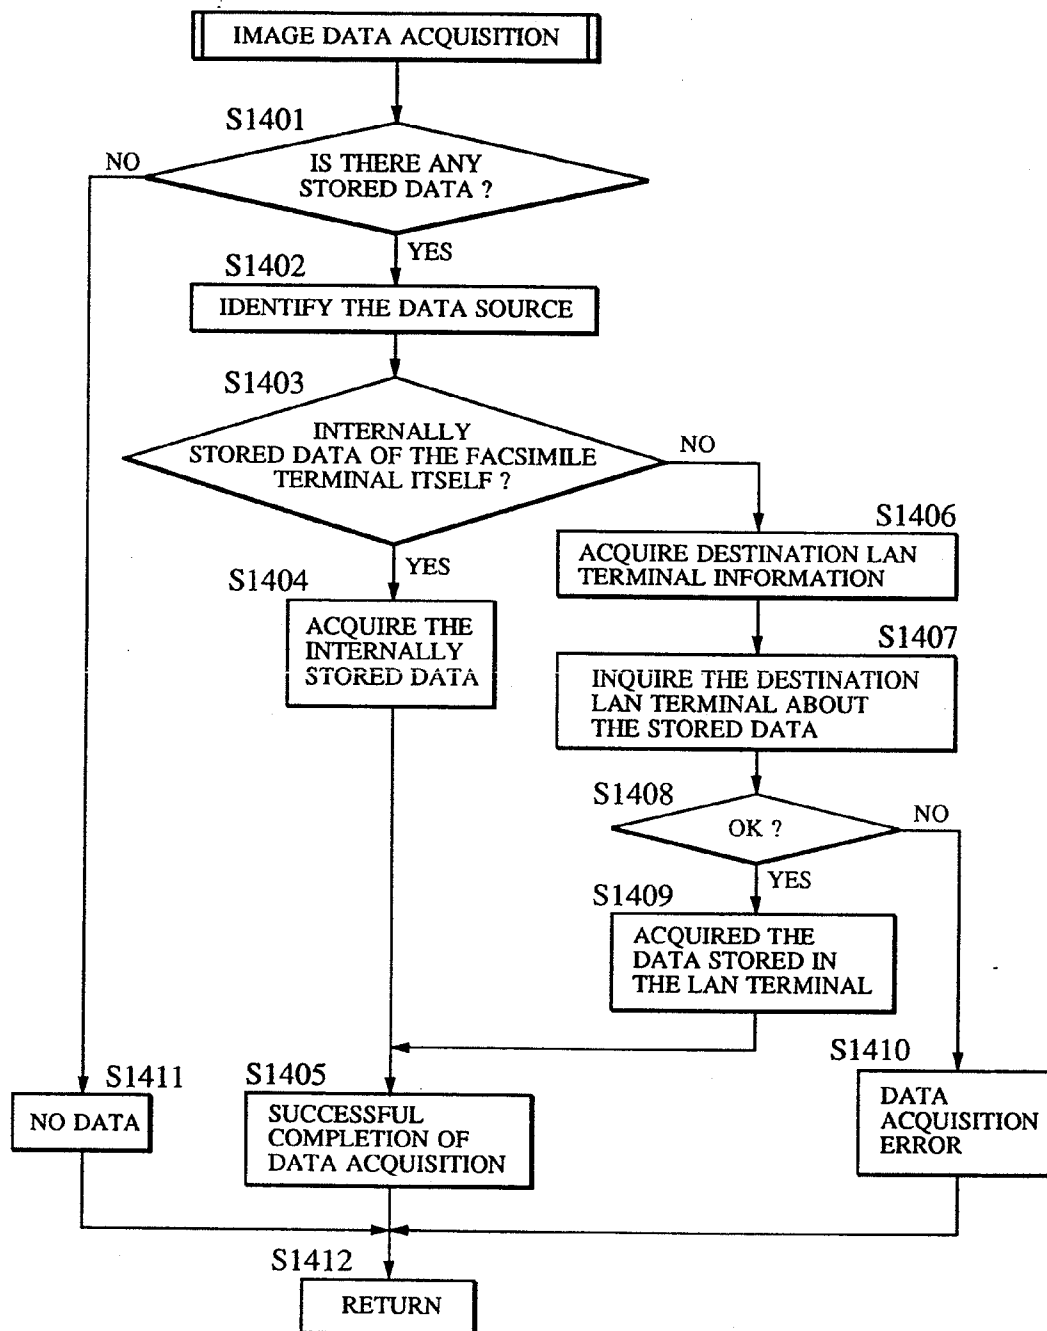 IMAGE DATA ACQUISITION
S1401
NO
IS THERE ANY
STORED DATA ?
YES
S1402
IDENTIFY THE DATA SOURCE
S1403
INTERNALLY
STORED DATA OF THE FACSIMILE
TERMINAL ITSELF ?
NO
YES
S1406
ACQUIRE DESTINATION LAN
TERMINAL INFORMATION
S1404
ACQUIRE THE
INTERNALLY
STORED DATA
S1407
INQUIRE THE DESTINATION
LAN TERMINAL ABOUT
THE STORED DATA
S1408
OK ?
NO
YES
S1409
ACQUIRED THE
DATA STORED IN
THE LAN TERMINAL
S1411
NO DATA
S1405
SUCCESSFUL
COMPLETION OF
DATA ACQUISITION
S1410
DATA
ACQUISITION
ERROR
S1412
RETURN